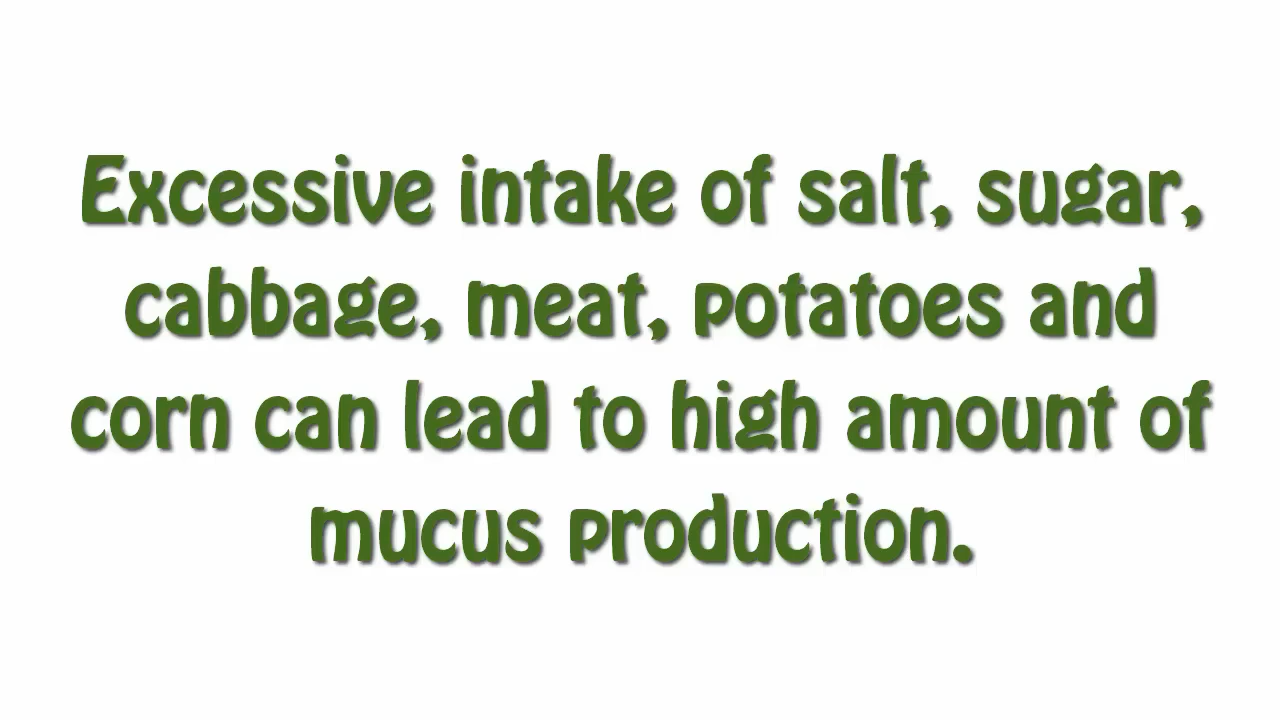 Excessive intake of salt, sugar,
cabbage, meat, potatoes and
corn can lead to high amount of
mucus production.